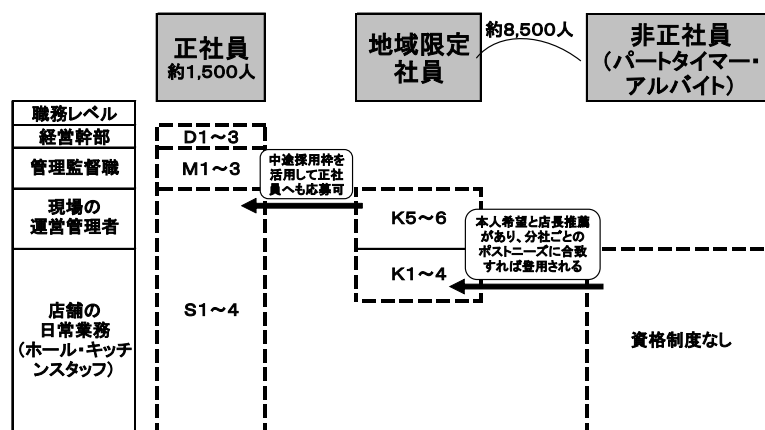 正社員
約1,500人
地域限定
社員
約8,500人
非正社員
（パートタイマー・
アルバイト）
職務レベル
経営幹部
D1～3
管理監督職
M1～3
中途採用枠を
活用して正社
員へも応募可
現場の
運営管理者
K5～6
本人希望と店長推薦
があり、分社ごとの
ポストニーズに合致
すれば登用される
K1～4
店舗の
日常業務
（ホール・キッチ
ンスタッフ）
S1～4
資格制度なし